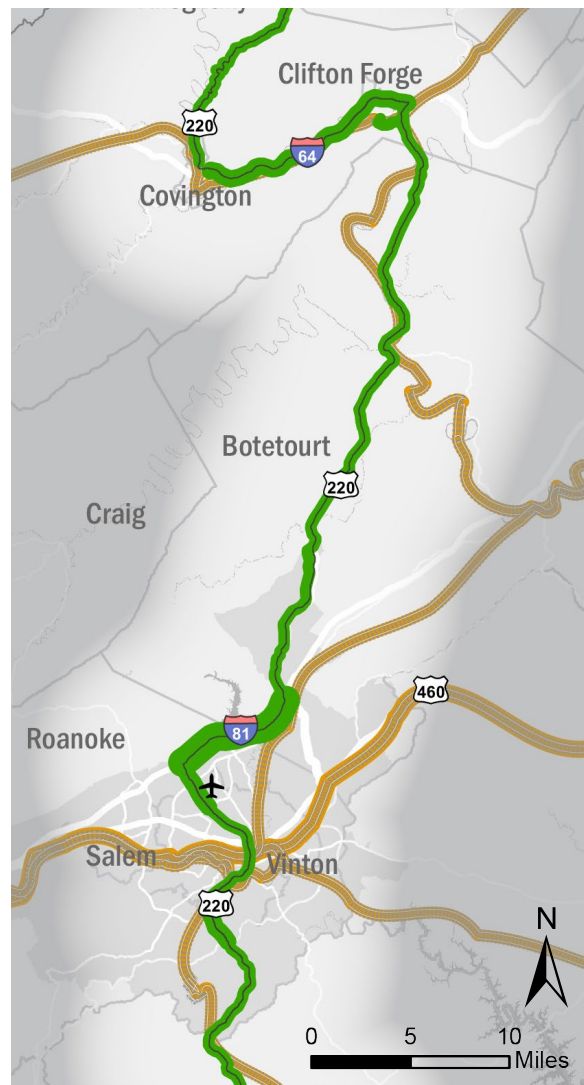 Clifton Forge
220
64
Covington
Botetourt
220
Craig
460
Roanoke
81
Salem
Vinton
220
N
0 5 10
Miles